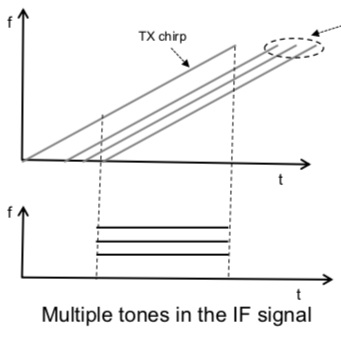 f
TX chirp
t
f
t
Multiple tones in the IF signal